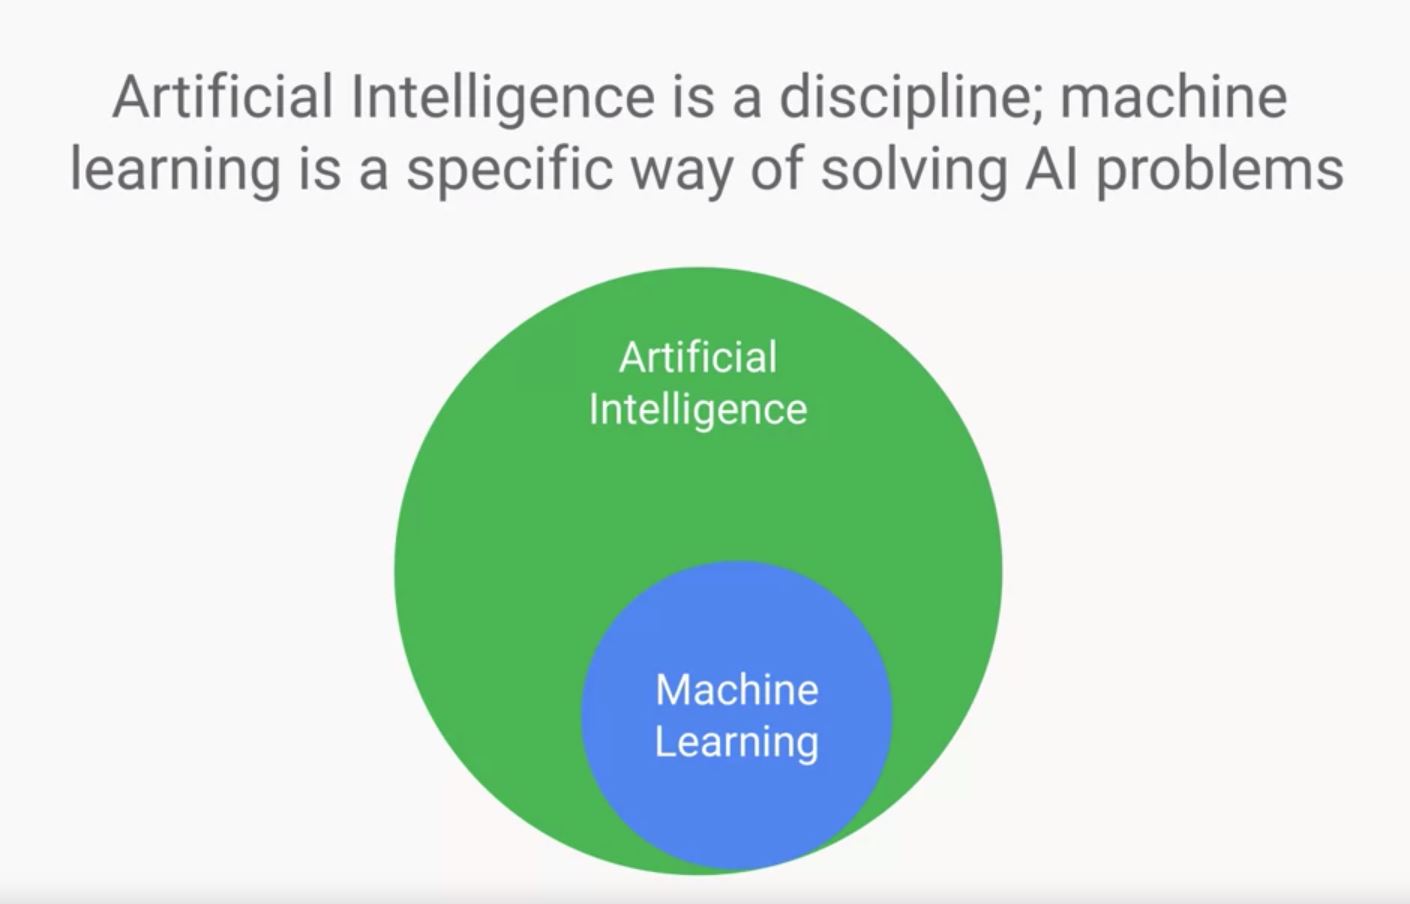 Artificial Intelligence is a discipline; machine
learning is a specific way of solving AI problems
Artificial
Intelligence
Machine
Learning